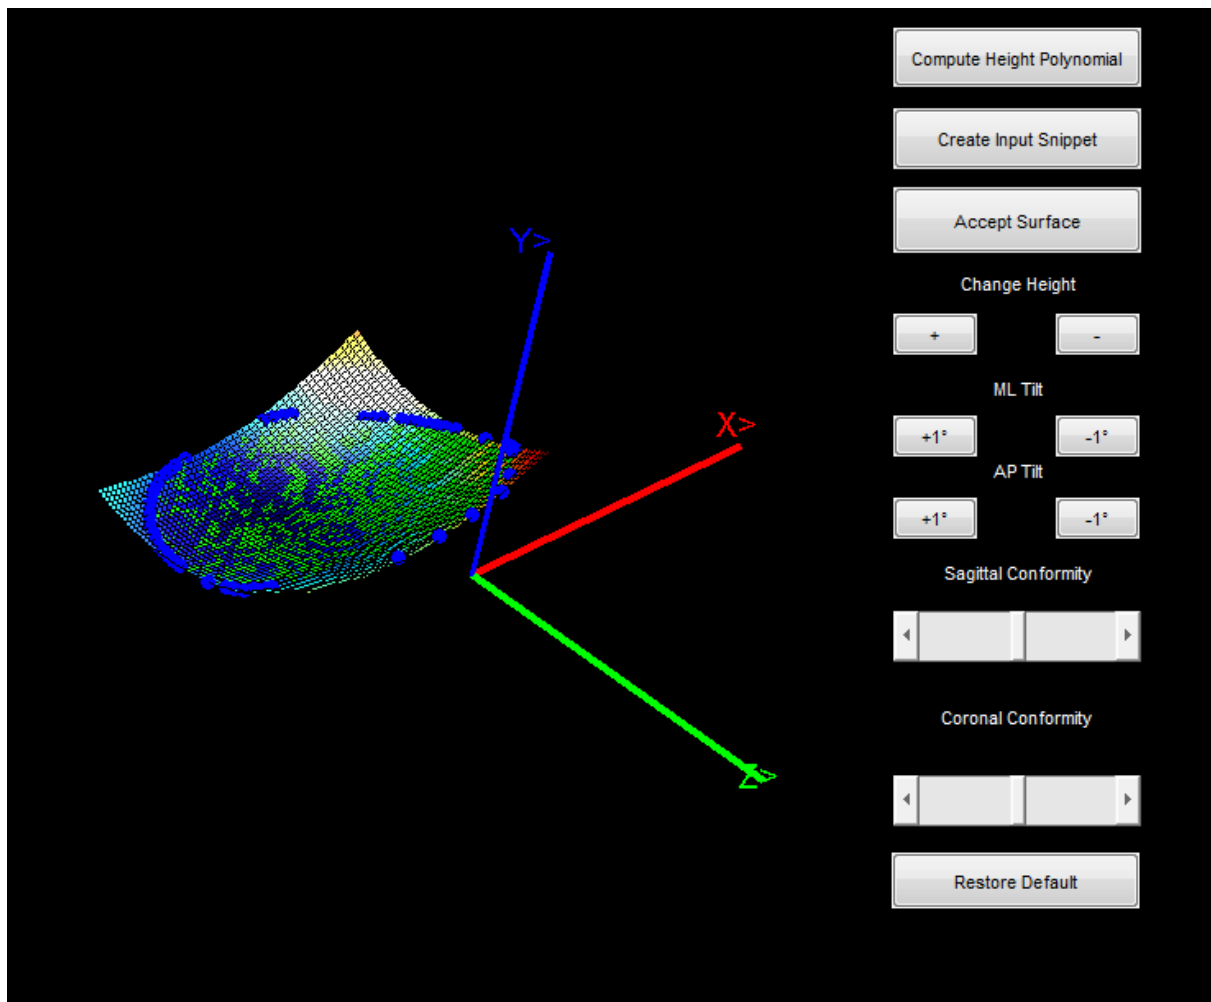 Compute Height Polynomial
Create Input Snippet
Accept Surface
Y>
Change Height
+ -
ML Tilt
X>
+1° -1°
AP Tilt
+1° -1°
Sagittal Conformity
Coronal Conformity
Z>
Restore Default